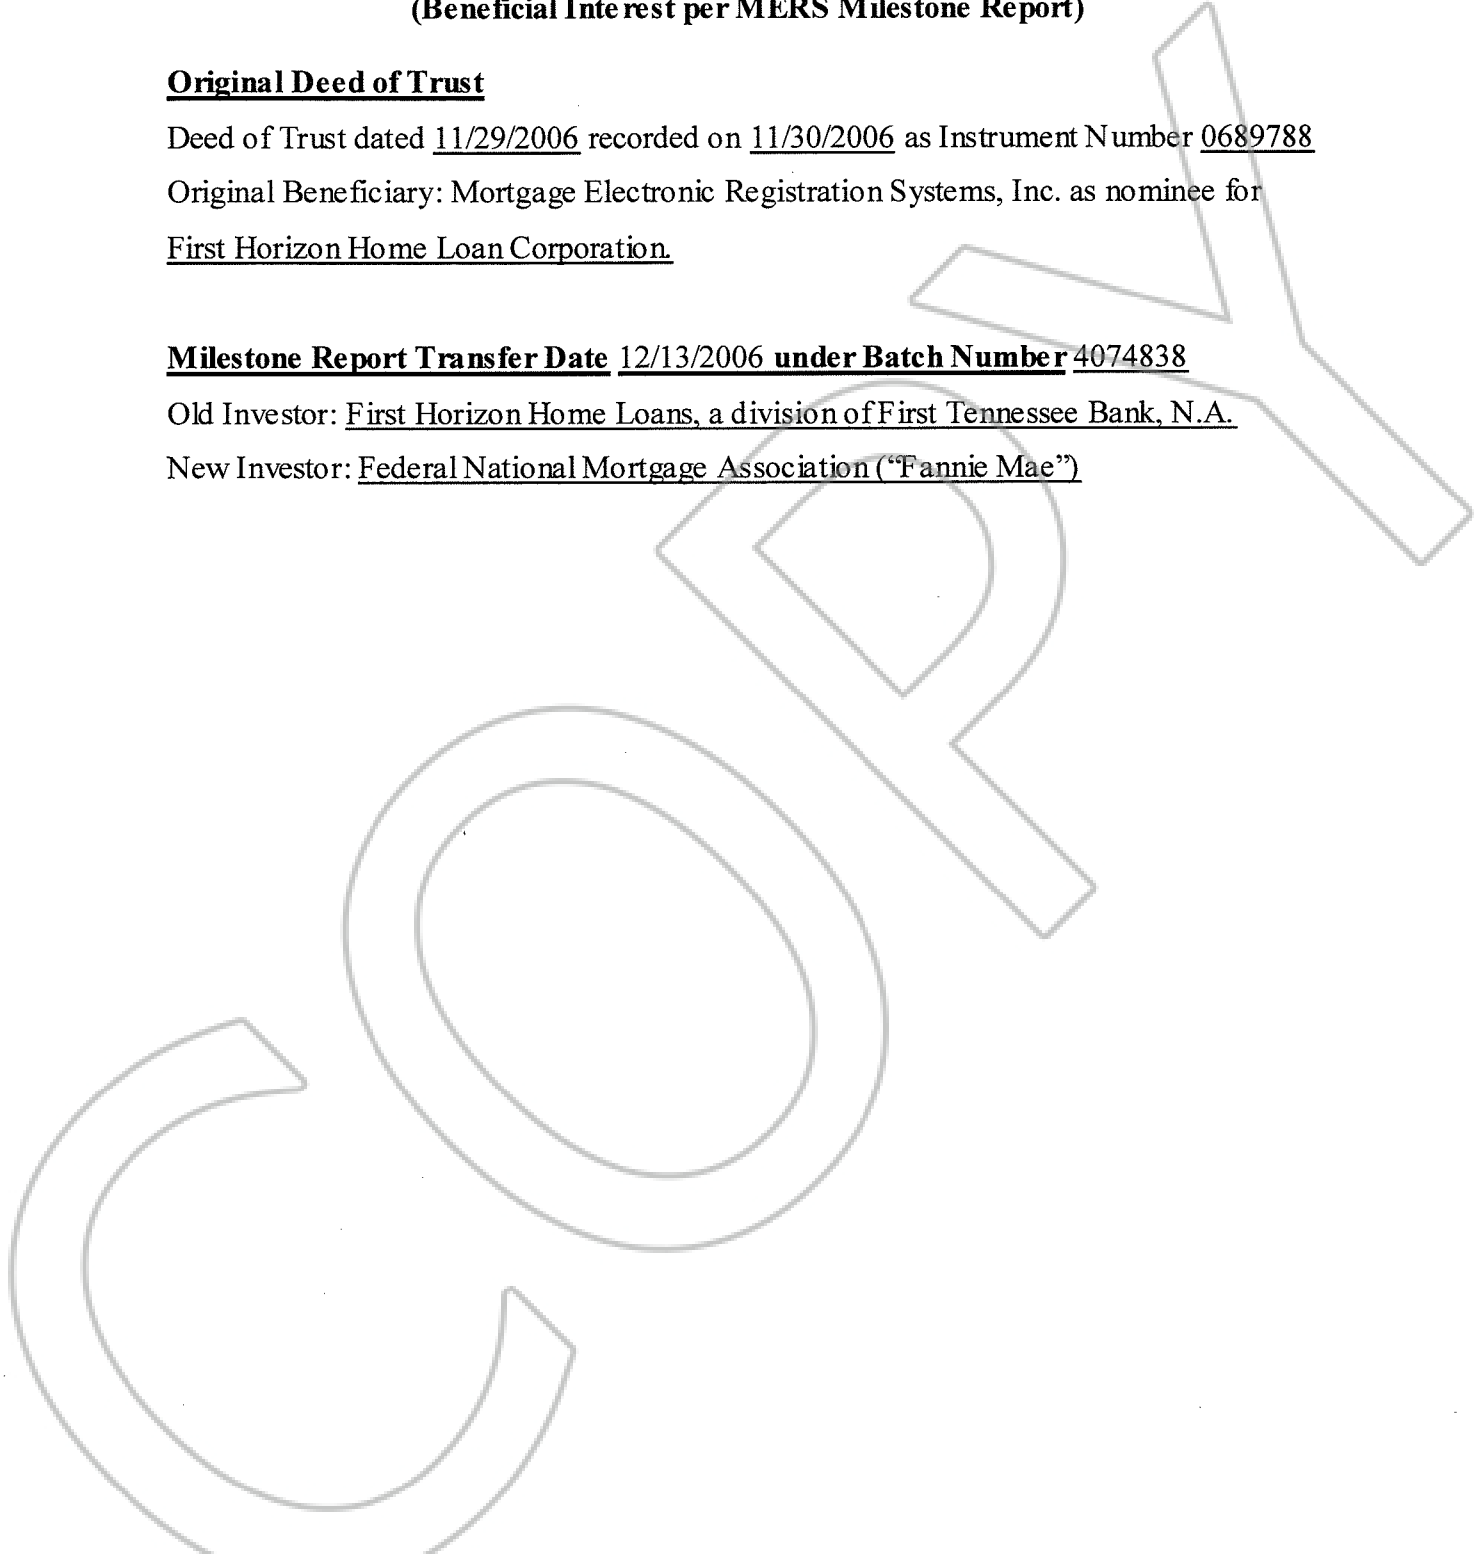 (Beneficial Interest per MERS Milestone Report)
Original Deed of Trust
Deed of Trust dated 11/29/2006 recorded on 11/30/2006 as Instrument Number 0689788
Original Beneficiary: Mortgage Electronic Registration Systems, Inc. as nominee for
First Horizon Home Loan Corporation.
Milestone Report Transfer Date 12/13/2006 under Batch Number 4074838
Old Investor: First Horizon Home Loans, a division of First Tennessee Bank, N.A.
New Investor: Federal National Mortgage Association (“Fannie Mae”)
COPY